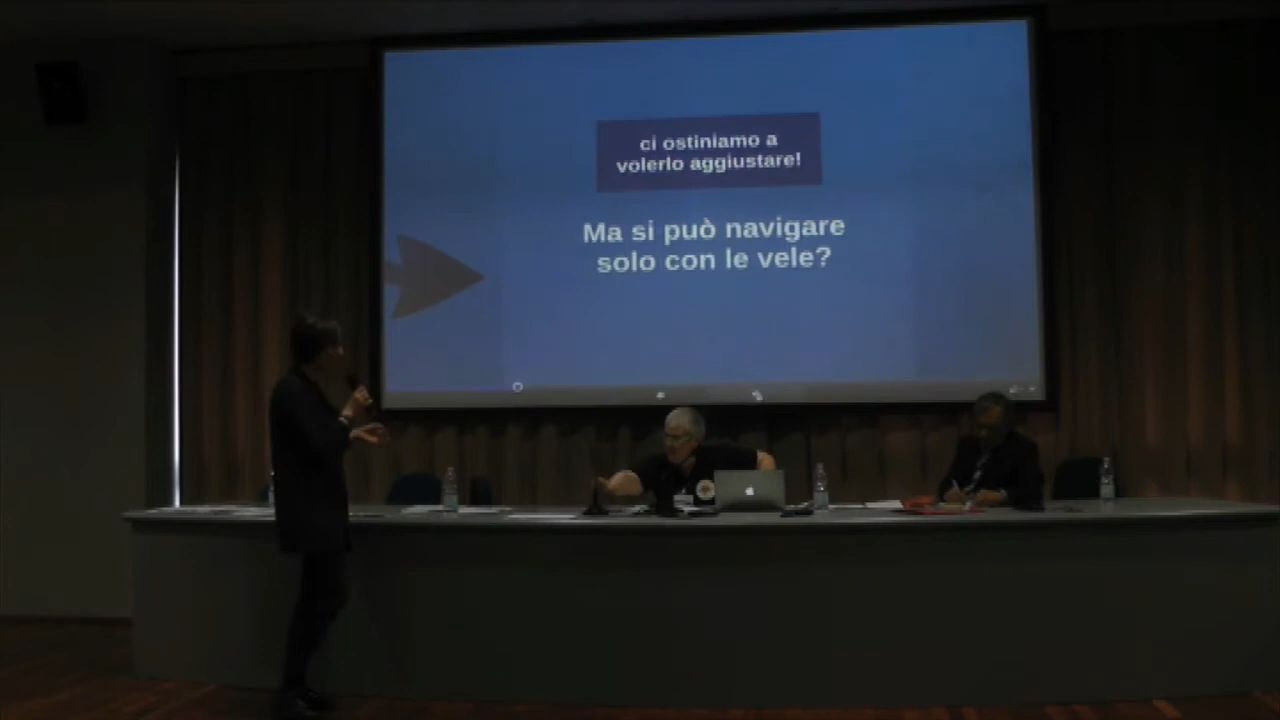 ci ostiniamo a
volerlo aggiustare!
Ma si può navigare
solo con le vele?